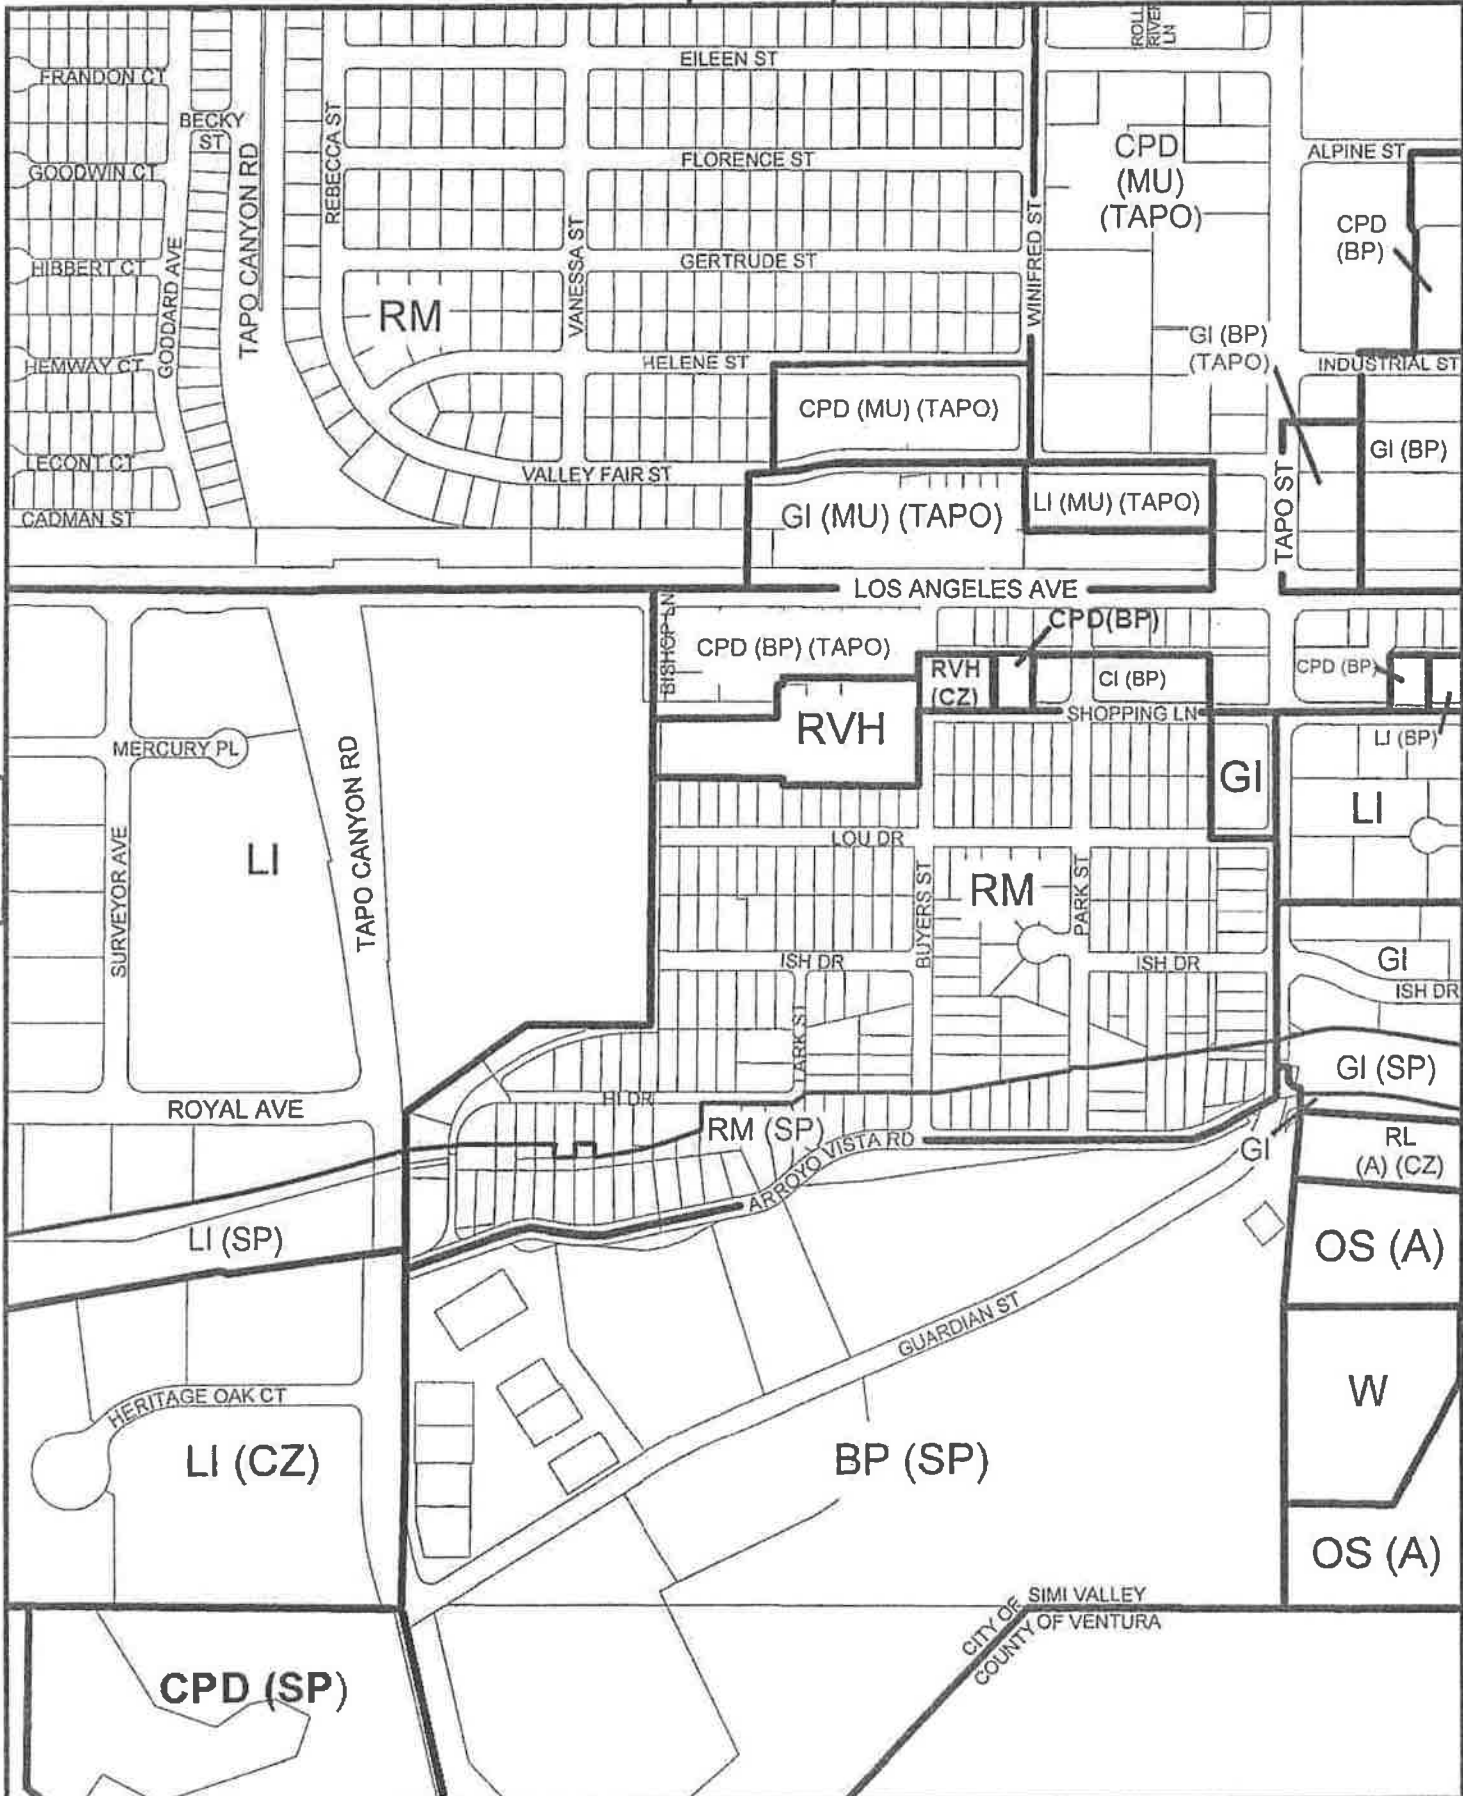 ROLL
RIVER
LN
EILEEN ST
FRANDON CT
BECKY
ST
REBECCA ST
FLORENCE ST
CPD
(MU)
(TAPO)
ALPINE ST
GOODWIN CT
TAPO CANYON RD
VANESSA ST
WINIFRED ST
CPD
(BP)
HIBBERT CT
GODDARD AVE
GERTRUDE ST
RM
GI (BP)
(TAPO)
HEMWAY CT
HELENE ST
INDUSTRIAL ST
CPD (MU) (TAPO)
GI (BP)
LECONT CT
VALLEY FAIR ST
CADMAN ST
GI (MU) (TAPO)
LI (MU) (TAPO)
TAPO ST
LOS ANGELES AVE
BISHOP LN
CPD (BP) (TAPO)
CPD(BP)
RVH
(CZ)
CI (BP)
CPD (BP)
SHOPPING LN
RVH
LI (BP)
MERCURY PL
GI
LI
TAPO CANYON RD
SURVEYOR AVE
LI
LOU DR
BUYERS ST
RM
PARK ST
ISH DR
ISH DR
GI
ISH DR
GI (SP)
HI DR
ROYAL AVE
RM (SP)
ARROYO VISTA RD
GI
RL
(A) (CZ)
LI (SP)
OS (A)
GUARDIAN ST
HERITAGE OAK CT
W
LI (CZ)
BP (SP)
OS (A)
CITY OF SIMI VALLEY
COUNTY OF VENTURA
CPD (SP)